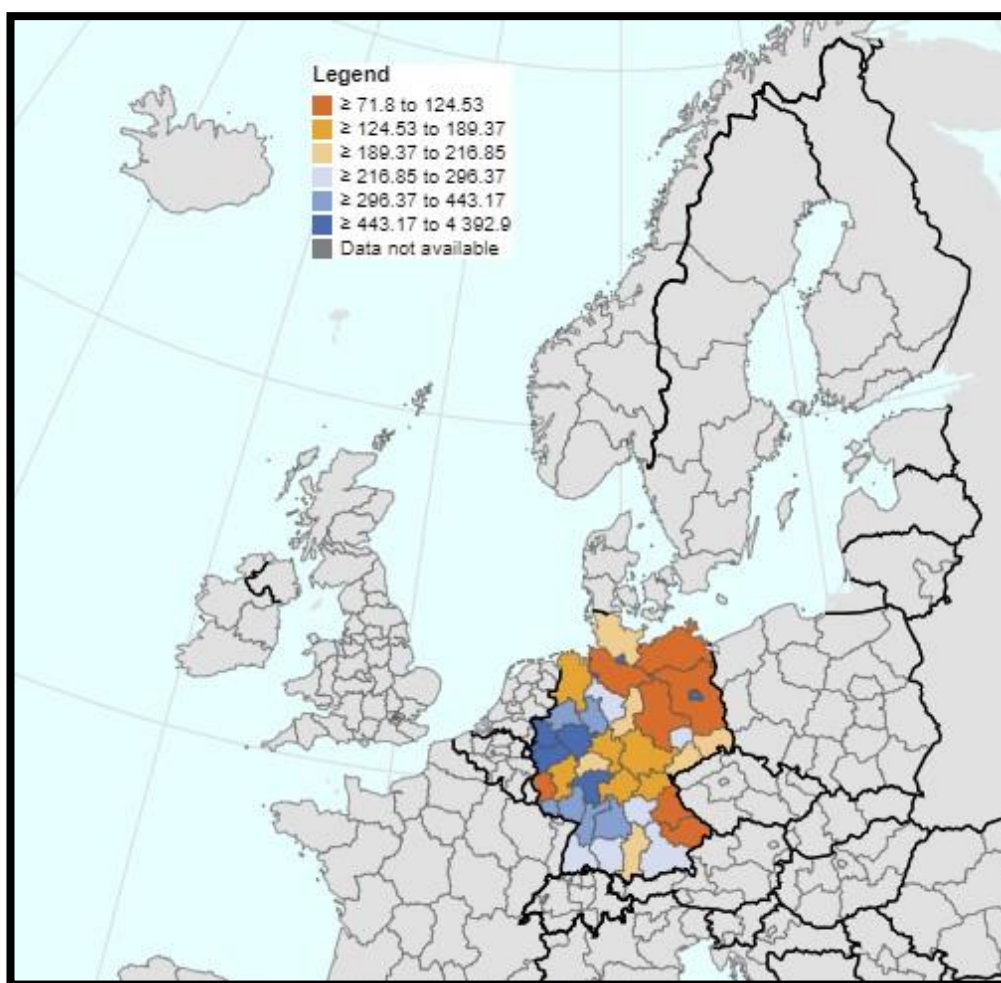 Legend
≥ 71.8 to 124.53
≥ 124.53 to 189.37
≥ 189.37 to 216.85
≥ 216.85 to 296.37
≥ 296.37 to 443.17
≥ 443.17 to 4 392.9
Data not available